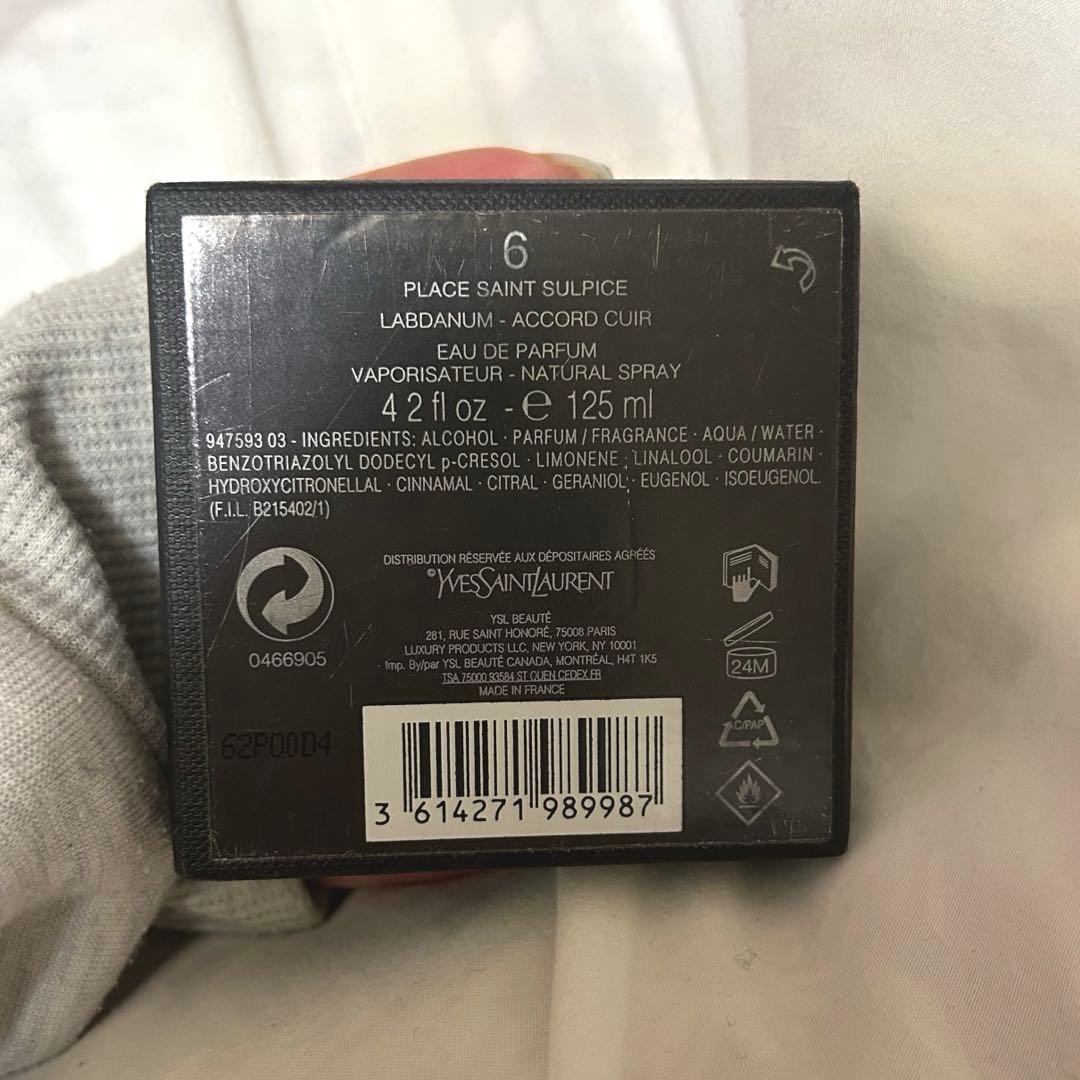 6
PLACE SAINT SULPICE
LABDANUM - ACCORD CUIR
EAU DE PARFUM
VAPORISATEUR - NATURAL SPRAY
4 2 fl oz - ℮ 125 ml
947593 03 - INGREDIENTS: ALCOHOL · PARFUM / FRAGRANCE · AQUA / WATER ·
BENZOTRIAZOLYL DODECYL p-CRESOL · LIMONENE · LINALOOL · COUMARIN ·
HYDROXYCITRONELLAL · CINNAMAL · CITRAL · GERANIOL · EUGENOL · ISOEUGENOL.
(F.I.L. B215402/1)
DISTRIBUTION RÉSERVÉE AUX DÉPOSITAIRES AGRÉÉS
©YVESSAINTLAURENT
YSL BEAUTÉ
281, RUE SAINT HONORÉ, 75008 PARIS
LUXURY PRODUCTS LLC, NEW YORK, NY 10001
Imp. By/par YSL BEAUTÉ CANADA, MONTRÉAL, H4T 1K5
TSA 75000 93584 ST OUEN CEDEX FR
MADE IN FRANCE
0466905
24M
C/PAP
62P00D4
3 614271 989987